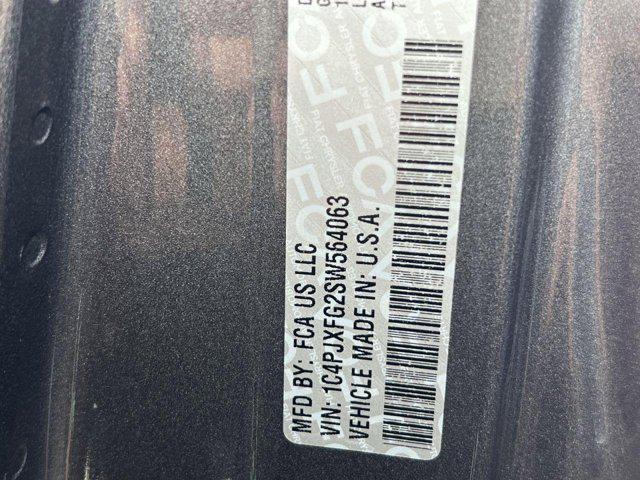 MFD BY: FCA US LLC
VIN: 1C4PJXFG2SW564063
VEHICLE MADE IN: U.S.A.